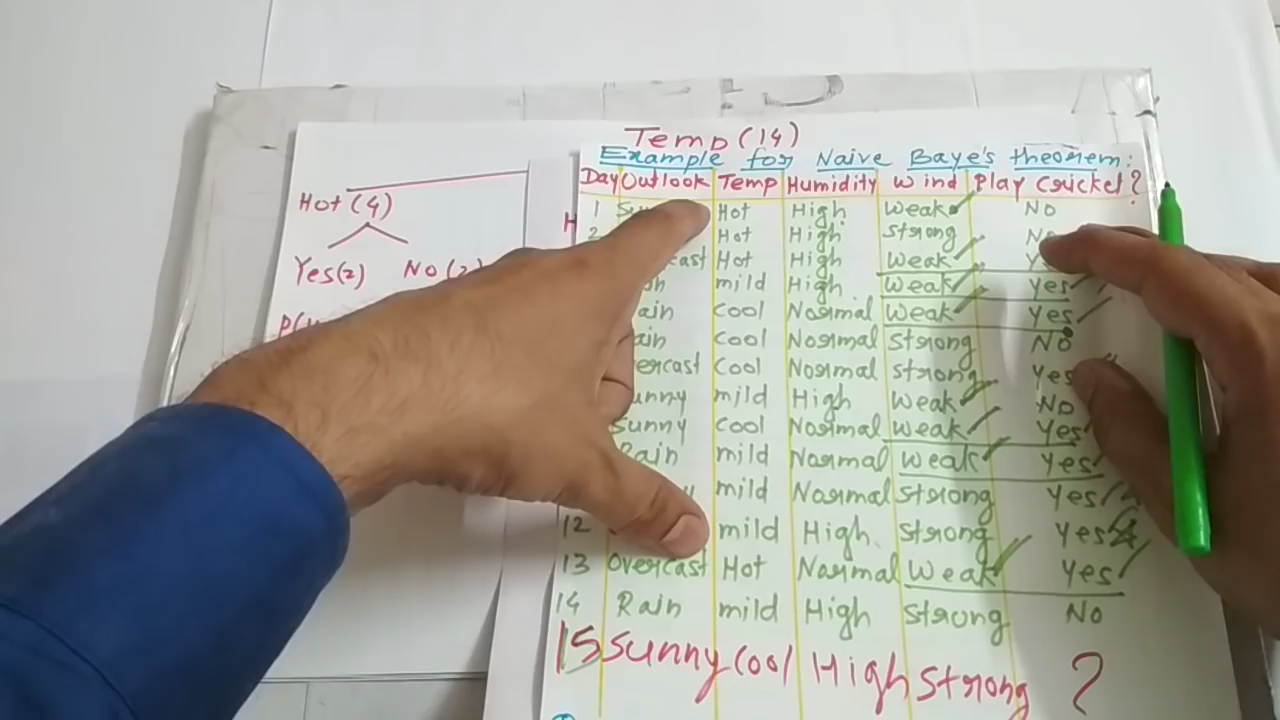 Temp (14)
Example for Naive Baye's theorem:
Day Outlook Temp Humidity Wind Play Cricket?
Hot (4)
Yes(2) No(2)
1 Hot High Weak No
2 Hot High Strong
Hot High Weak
mild High Weak Yes
Cool Normal Weak Yes
Cool Normal Strong No
Cool Normal Strong Yes
mild High Weak No
Sunny Cool Normal Weak Yes
Rain mild Normal Weak Yes
mild Normal Strong Yes
12 mild High Strong Yes
13 Overcast Hot Normal Weak Yes
14 Rain mild High Strong No
15 Sunny Cool High Strong ?